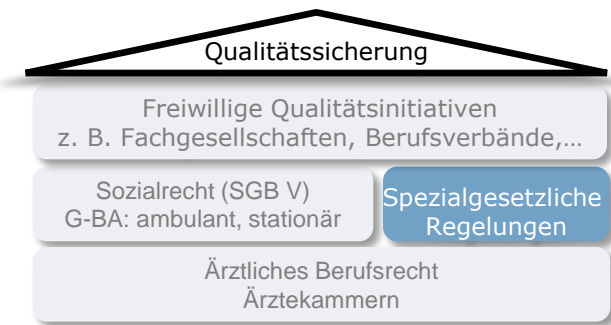 Qualitätssicherung
Freiwillige Qualitätsinitiativen
z. B. Fachgesellschaften, Berufsverbände,...
Sozialrecht (SGB V)
G-BA: ambulant, stationär
Spezialgesetzliche
Regelungen
Ärztliches Berufsrecht
Ärztekammern